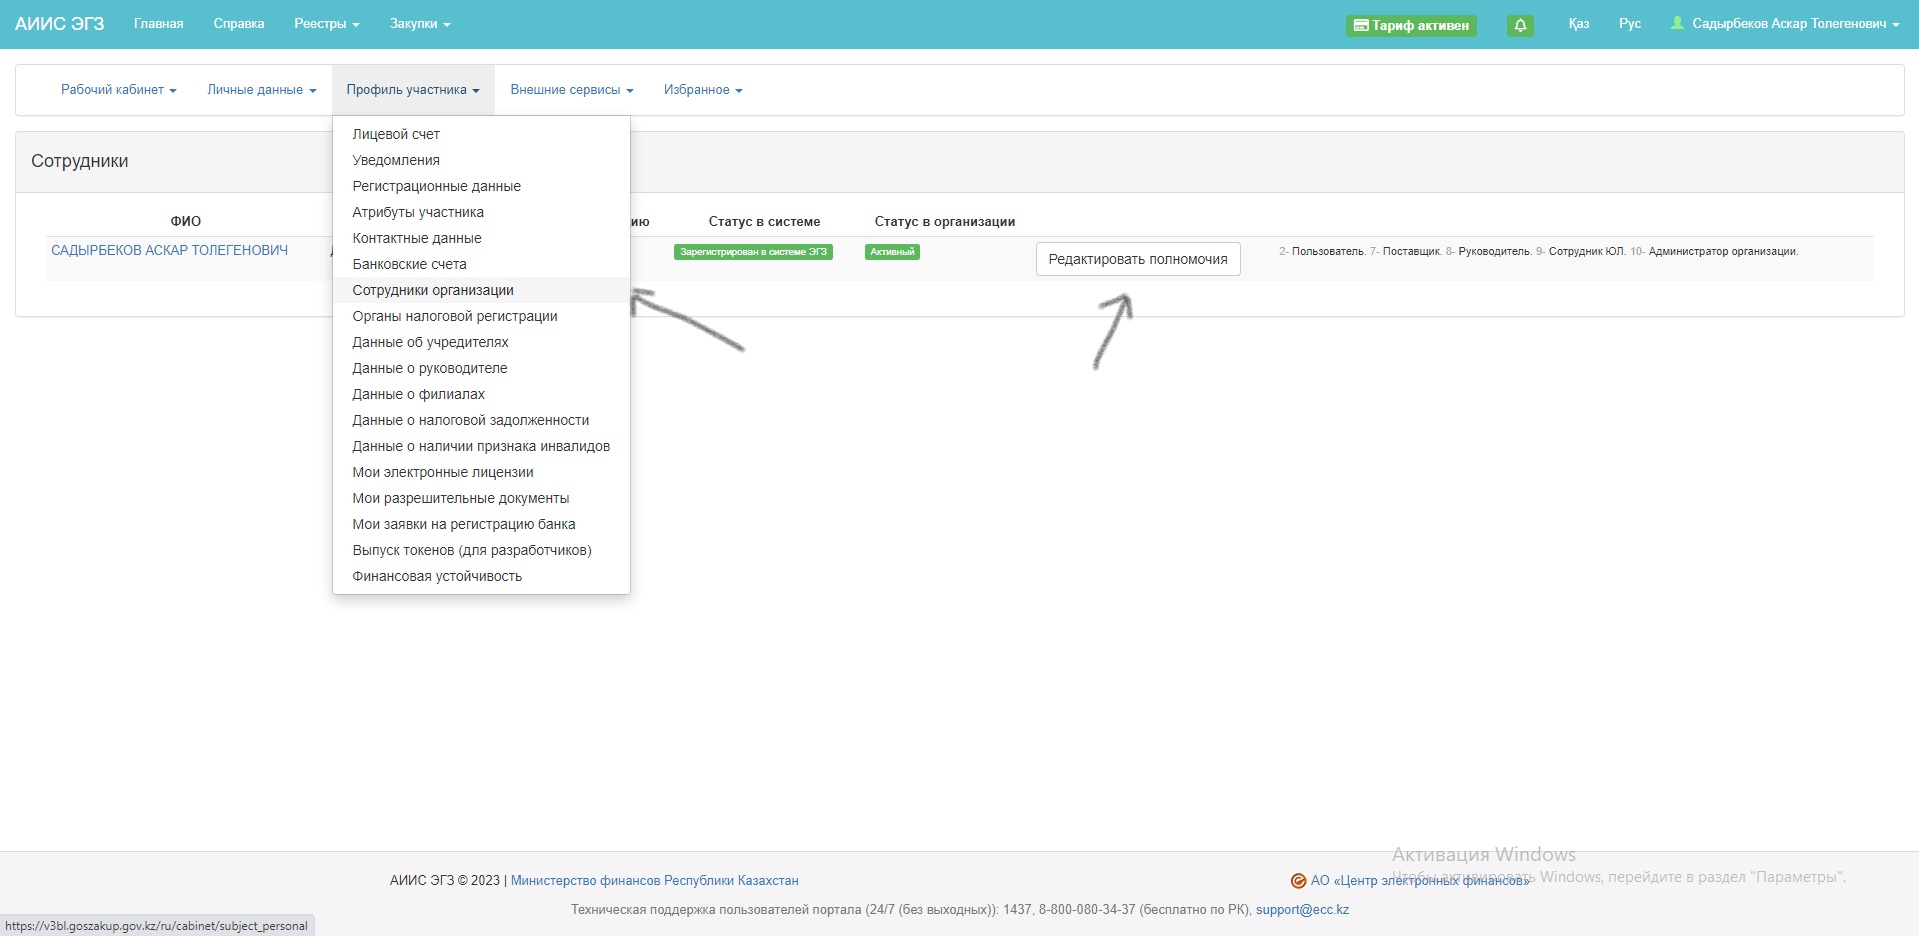 АИИС ЭГЗ Главная Справка Реестры Закупки Тариф активен Қаз Рус Садырбеков Аскар Толегенович
Рабочий кабинет Личные данные Профиль участника Внешние сервисы Избранное
Лицевой счет
Уведомления
Регистрационные данные
Атрибуты участника
Контактные данные
Банковские счета
Сотрудники организации
Органы налоговой регистрации
Данные об учредителях
Данные о руководителе
Данные о филиалах
Данные о налоговой задолженности
Данные о наличии признака инвалидов
Мои электронные лицензии
Мои разрешительные документы
Мои заявки на регистрацию банка
Выпуск токенов (для разработчиков)
Финансовая устойчивость
Сотрудники
ФИО ию Статус в системе Статус в организации
САДЫРБЕКОВ АСКАР ТОЛЕГЕНОВИЧ Зарегистрирован в системе ЭГЗ Активный Редактировать полномочия 2- Пользователь. 7- Поставщик. 8- Руководитель. 9- Сотрудник ЮЛ. 10- Администратор организации.
Активация Windows
Чтобы активировать Windows, перейдите в раздел "Параметры".
АИИС ЭГЗ © 2023 | Министерство финансов Республики Казахстан АО «Центр электронных финансов»
Техническая поддержка пользователей портала (24/7 (без выходных)): 1437, 8-800-080-34-37 (бесплатно по РК), support@ecc.kz
https://v3bl.goszakup.gov.kz/ru/cabinet/subject_personal